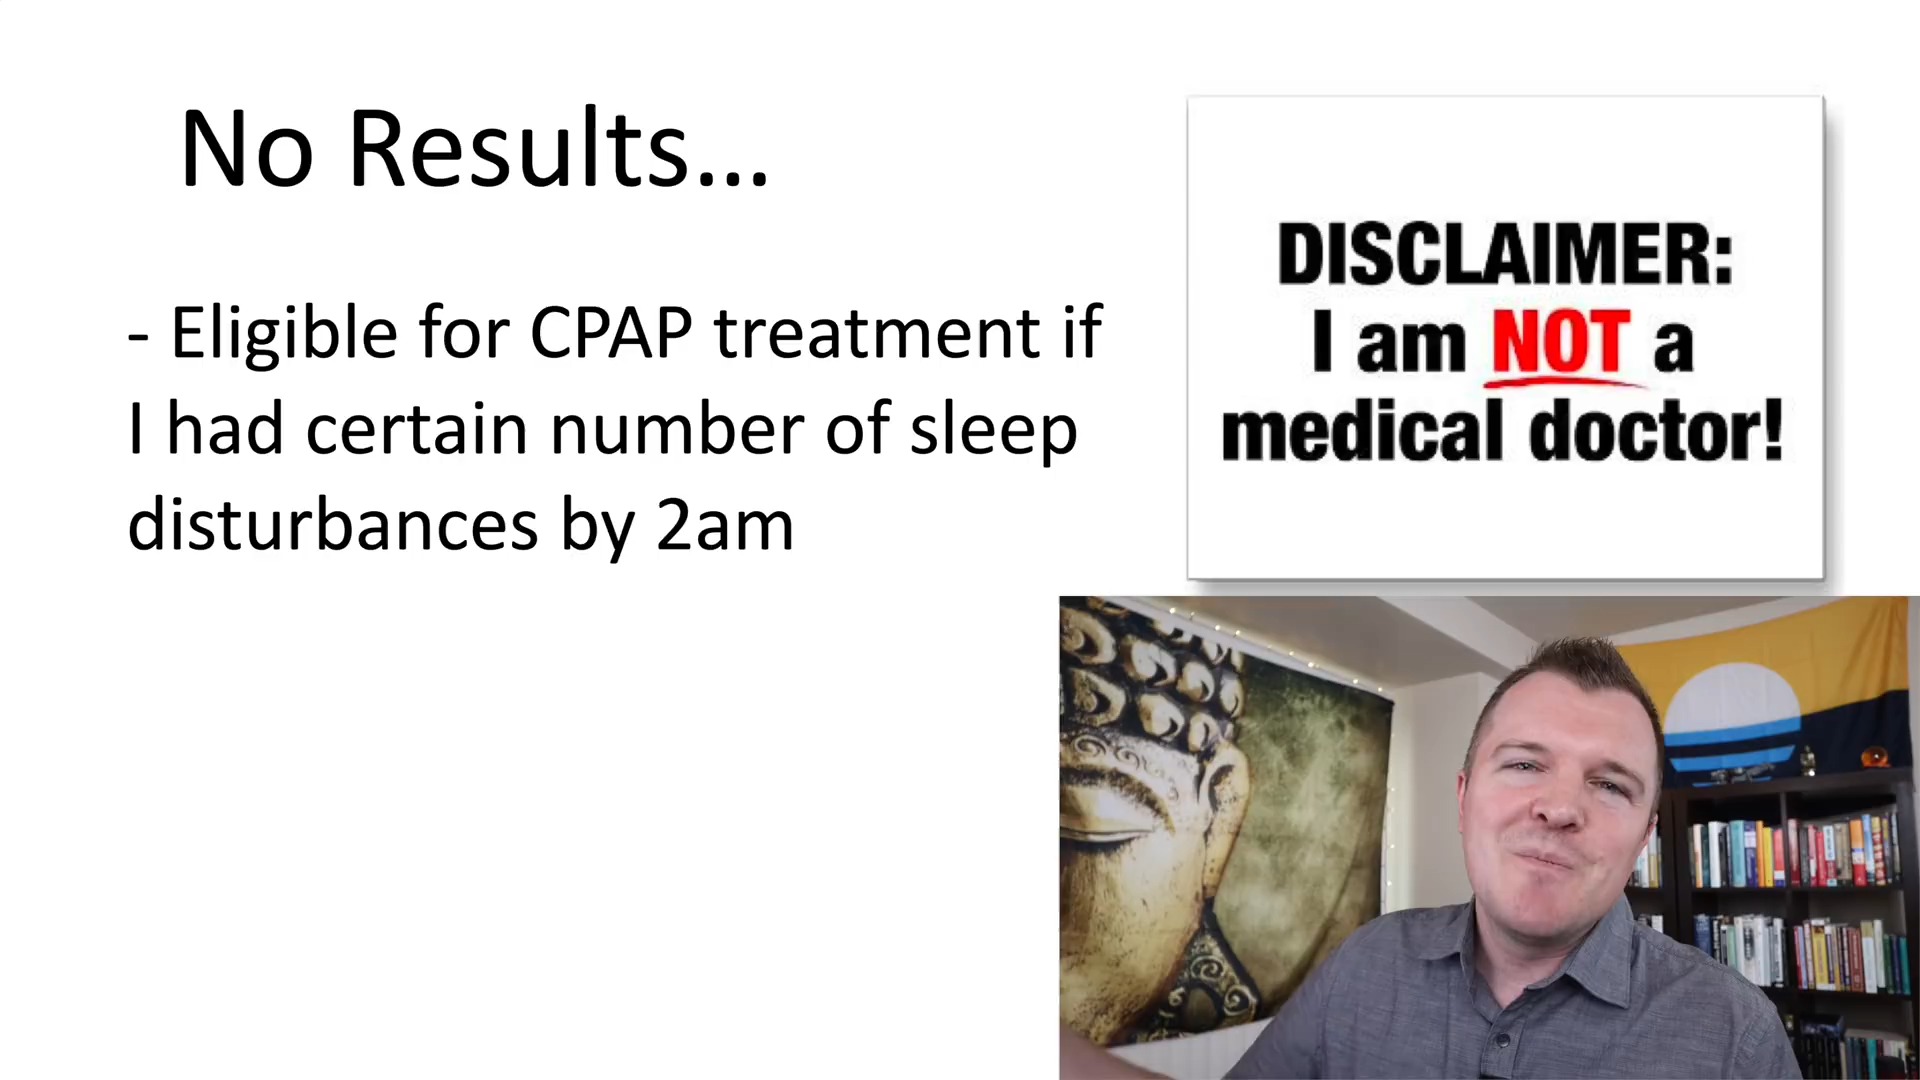 No Results...
- Eligible for CPAP treatment if
I had certain number of sleep
disturbances by 2am
DISCLAIMER:
I am NOT a
medical doctor!